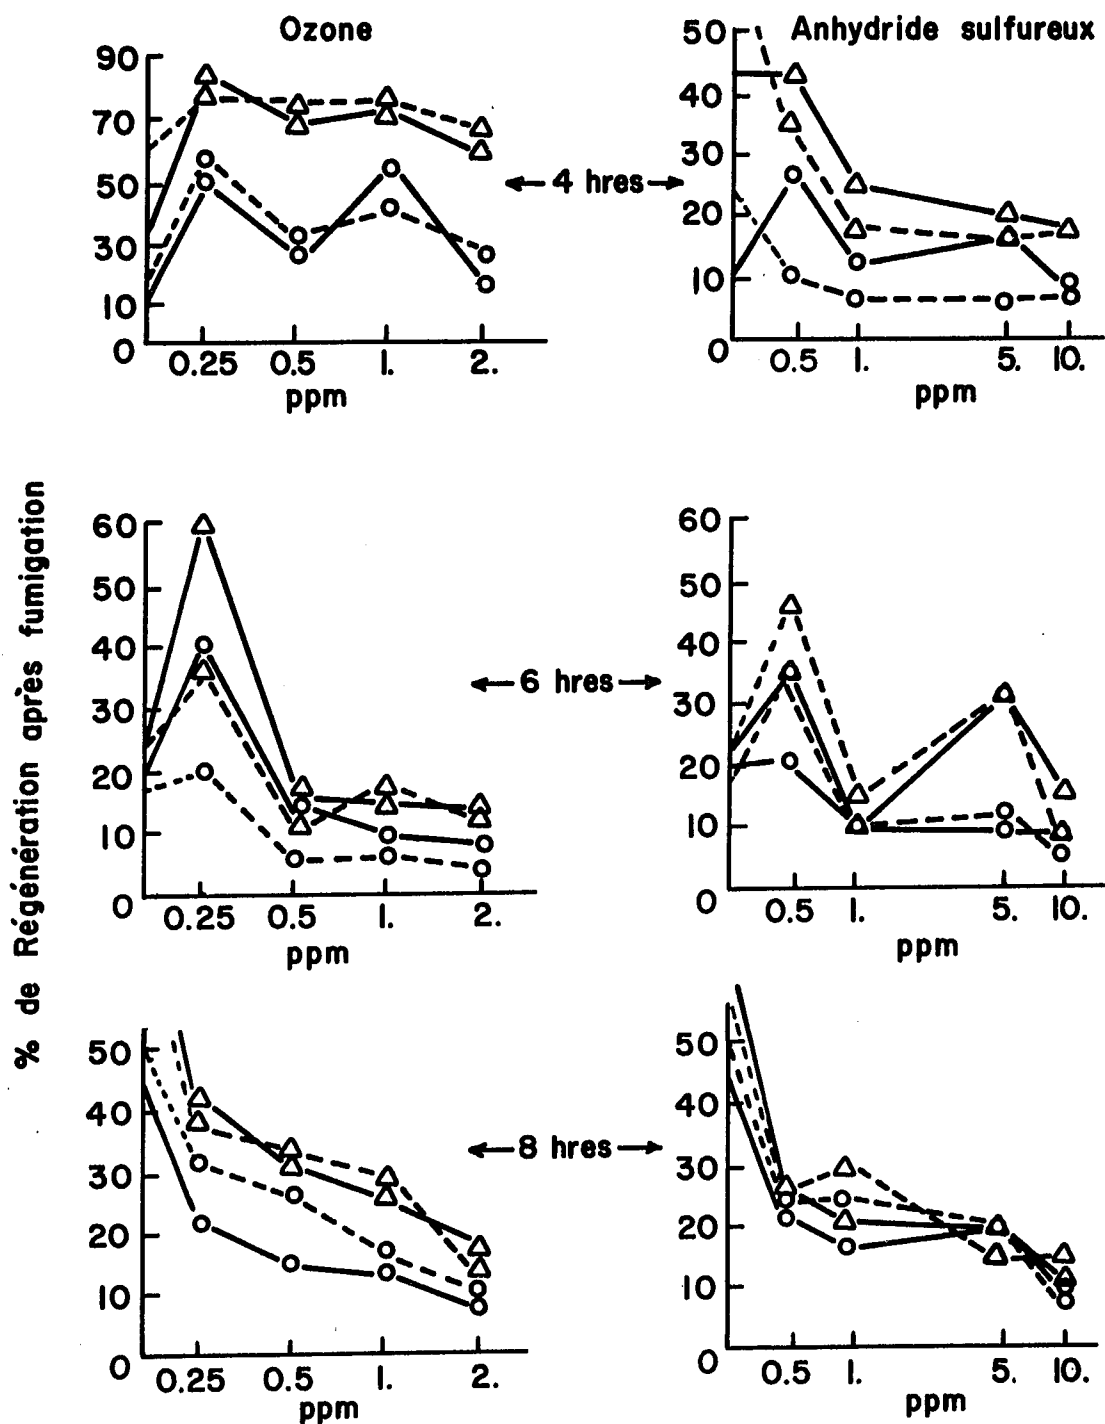 Ozone
Anhydride sulfureux
90
70
50
30
10
0
0.25 0.5 1. 2.
ppm
50
40
30
20
10
0
0.5 1. 5. 10.
ppm
←4 hres→
% de Régénération après fumigation
60
50
40
30
20
10
0
0.25 0.5 1. 2.
ppm
←6 hres→
60
50
40
30
20
10
0
0.5 1. 5. 10.
ppm
50
40
30
20
10
0
0.25 0.5 1. 2.
ppm
←8 hres→
50
40
30
20
10
0
0.5 1. 5. 10.
ppm